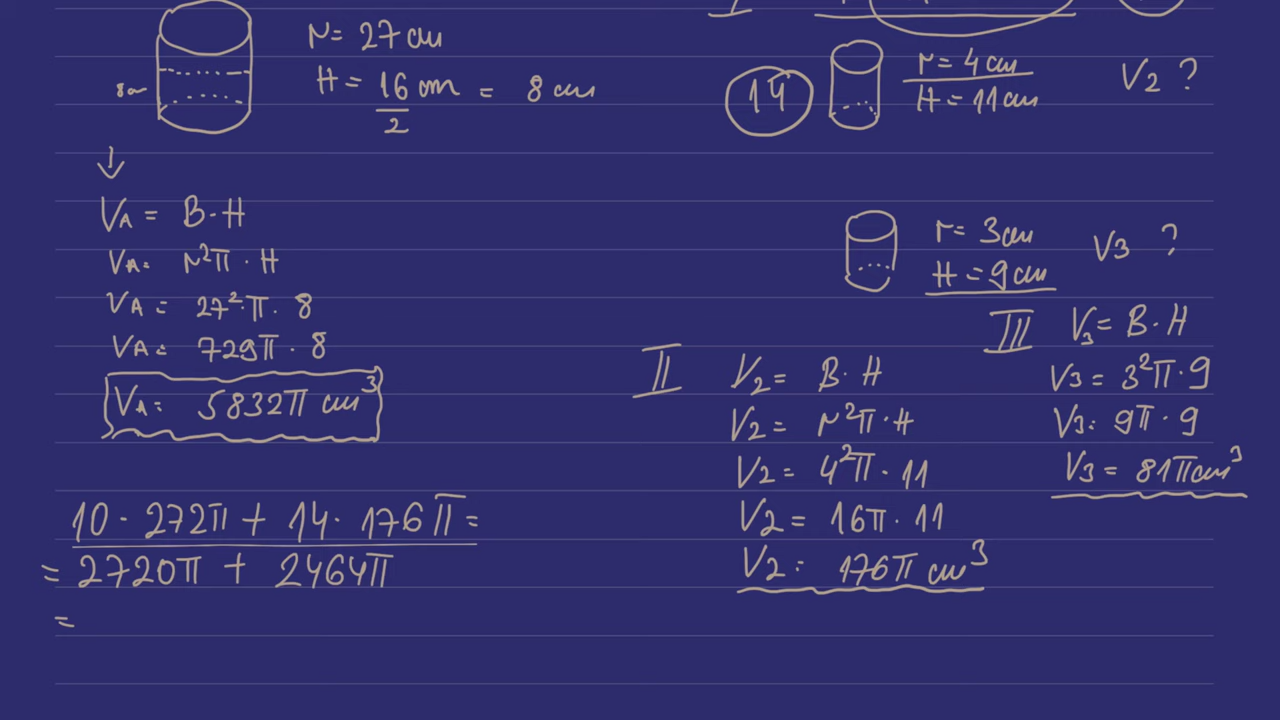 r = 27 cm
H = 16 cm / 2 = 8 cm
8 cm
↓
VA = B · H
VA = r²π · H
VA = 27² · π · 8
VA = 729π · 8
VA = 5832π cm³
10 · 272π + 14 · 176π =
= 2720π + 2464π
=
I
14
r = 4 cm
H = 11 cm
V2 ?
r = 3 cm
H = 9 cm
V3 ?
II
V2 = B · H
V2 = r²π · H
V2 = 4²π · 11
V2 = 16π · 11
V2 = 176π cm³
III
V3 = B · H
V3 = 3²π · 9
V3 = 9π · 9
V3 = 81π cm³